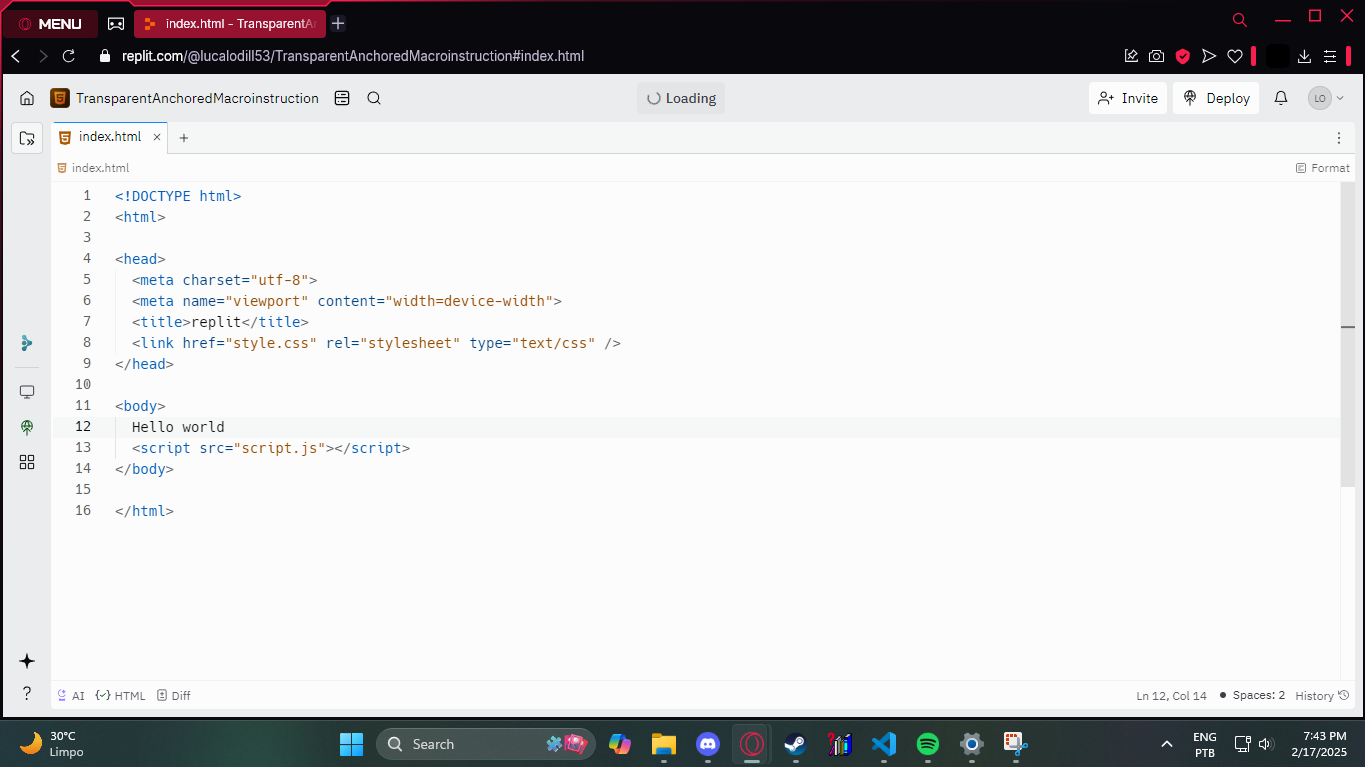 MENU
index.html - TransparentAn
replit.com/@lucalodill53/TransparentAnchoredMacroinstruction#index.html
TransparentAnchoredMacroinstruction
Loading
Invite
Deploy
LO
index.html
index.html
Format
1 <!DOCTYPE html>
2 <html>
3
4 <head>
5 <meta charset="utf-8">
6 <meta name="viewport" content="width=device-width">
7 <title>replit</title>
8 <link href="style.css" rel="stylesheet" type="text/css" />
9 </head>
10
11 <body>
12 Hello world
13 <script src="script.js"></script>
14 </body>
15
16 </html>
AI
HTML
Diff
Ln 12, Col 14
Spaces: 2
History
30°C
Limpo
Search
ENG
PTB
7:43 PM
2/17/2025